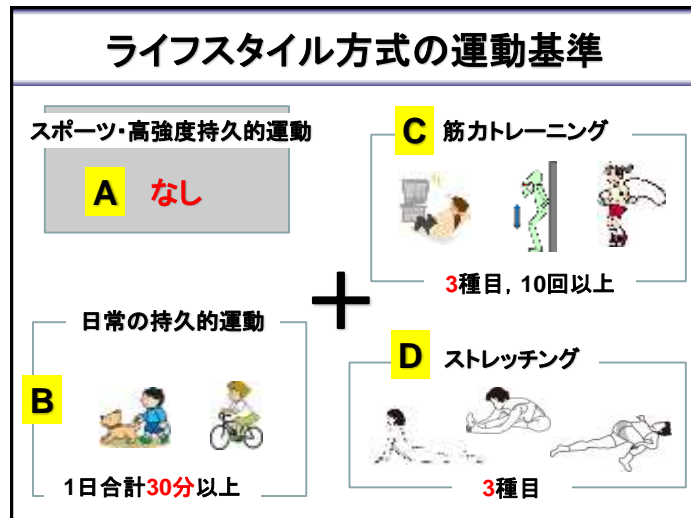 ライフスタイル方式の運動基準
スポーツ・高強度持久的運動
A なし
C 筋力トレーニング
3種目，10回以上
日常の持久的運動
B
1日合計30分以上
D ストレッチング
3種目